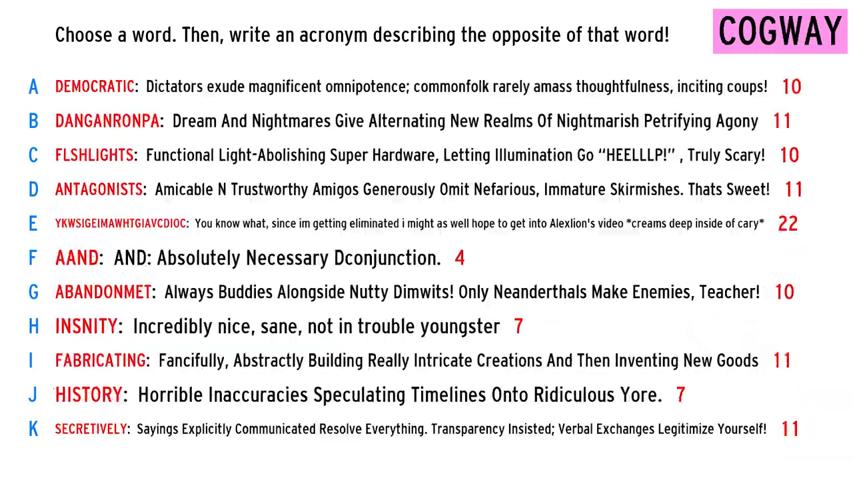 Choose a word. Then, write an acronym describing the opposite of that word! COGWAY
A DEMOCRATIC: Dictators exude magnificent omnipotence; commonfolk rarely amass thoughtfulness, inciting coups! 10
B DANGANRONPA: Dream And Nightmares Give Alternating New Realms Of Nightmarish Petrifying Agony 11
C FLSHLIGHTS: Functional Light-Abolishing Super Hardware, Letting Illumination Go “HEELLLP!” , Truly Scary! 10
D ANTAGONISTS: Amicable N Trustworthy Amigos Generously Omit Nefarious, Immature Skirmishes. Thats Sweet! 11
E YKWSIGEIMAWHTGIAVCDIOC: You know what, since im getting eliminated i might as well hope to get into Alexlion's video *creams deep inside of cary* 22
F AAND: AND: Absolutely Necessary Dconjunction. 4
G ABANDONMET: Always Buddies Alongside Nutty Dimwits! Only Neanderthals Make Enemies, Teacher! 10
H INSNITY: Incredibly nice, sane, not in trouble youngster 7
I FABRICATING: Fancifully, Abstractly Building Really Intricate Creations And Then Inventing New Goods 11
J HISTORY: Horrible Inaccuracies Speculating Timelines Onto Ridiculous Yore. 7
K SECRETIVELY: Sayings Explicitly Communicated Resolve Everything. Transparency Insisted; Verbal Exchanges Legitimize Yourself! 11